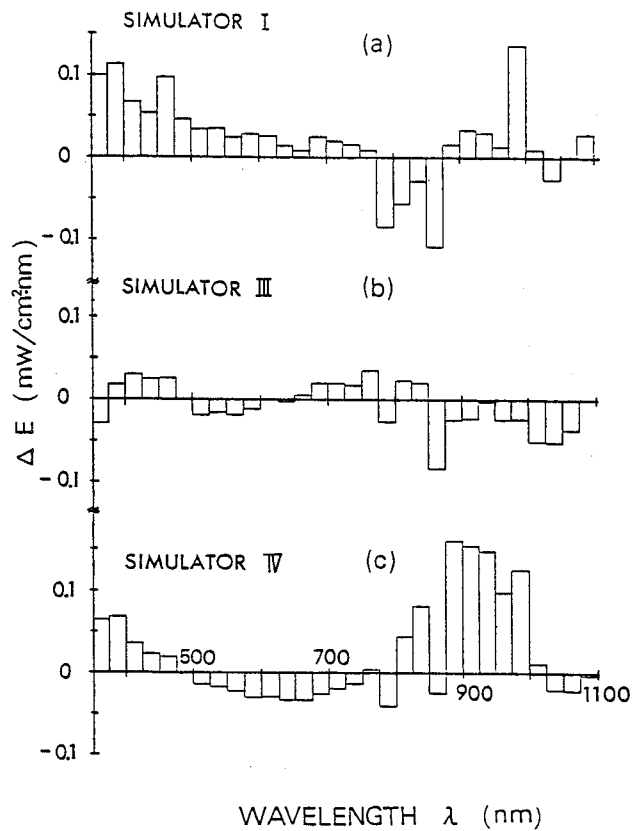 SIMULATOR I
(a)
0.1
0
-0.1
SIMULATOR III
(b)
0.1
0
-0.1
SIMULATOR IV
(c)
0.1
0
-0.1
500
700
900
1100
Δ E (mW/cm²nm)
WAVELENGTH λ (nm)